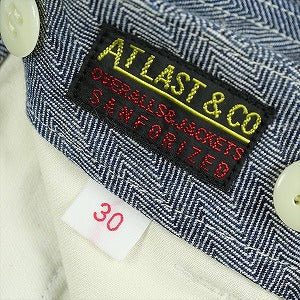 AT LAST & CO
OVERALLS & JACKETS
SANFORIZED
30